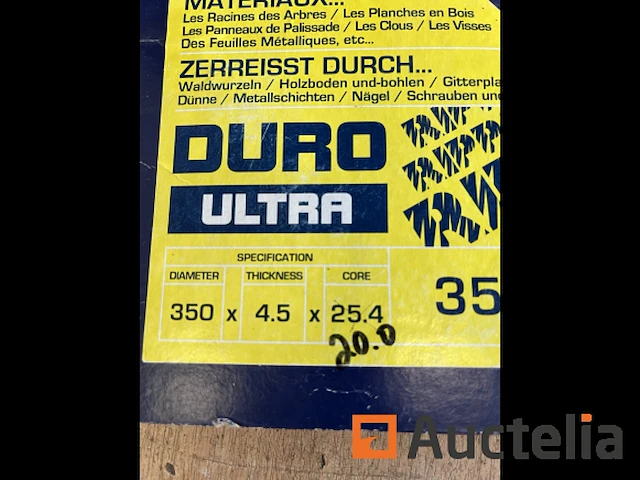 MATERIAUX...
Les Racines des Arbres / Les Planches en Bois
Les Panneaux de Palissade / Les Clous / Les Visses
Des Feuilles Métalliques, etc...
ZERREISST DURCH...
Waldwurzeln / Holzboden und-bohlen / Gitterpla
Dünne / Metallschichten / Nägel / Schrauben und
DURO
ULTRA
SPECIFICATION
DIAMETER THICKNESS CORE
350 x 4.5 x 25.4
35
20.0
Auctelia